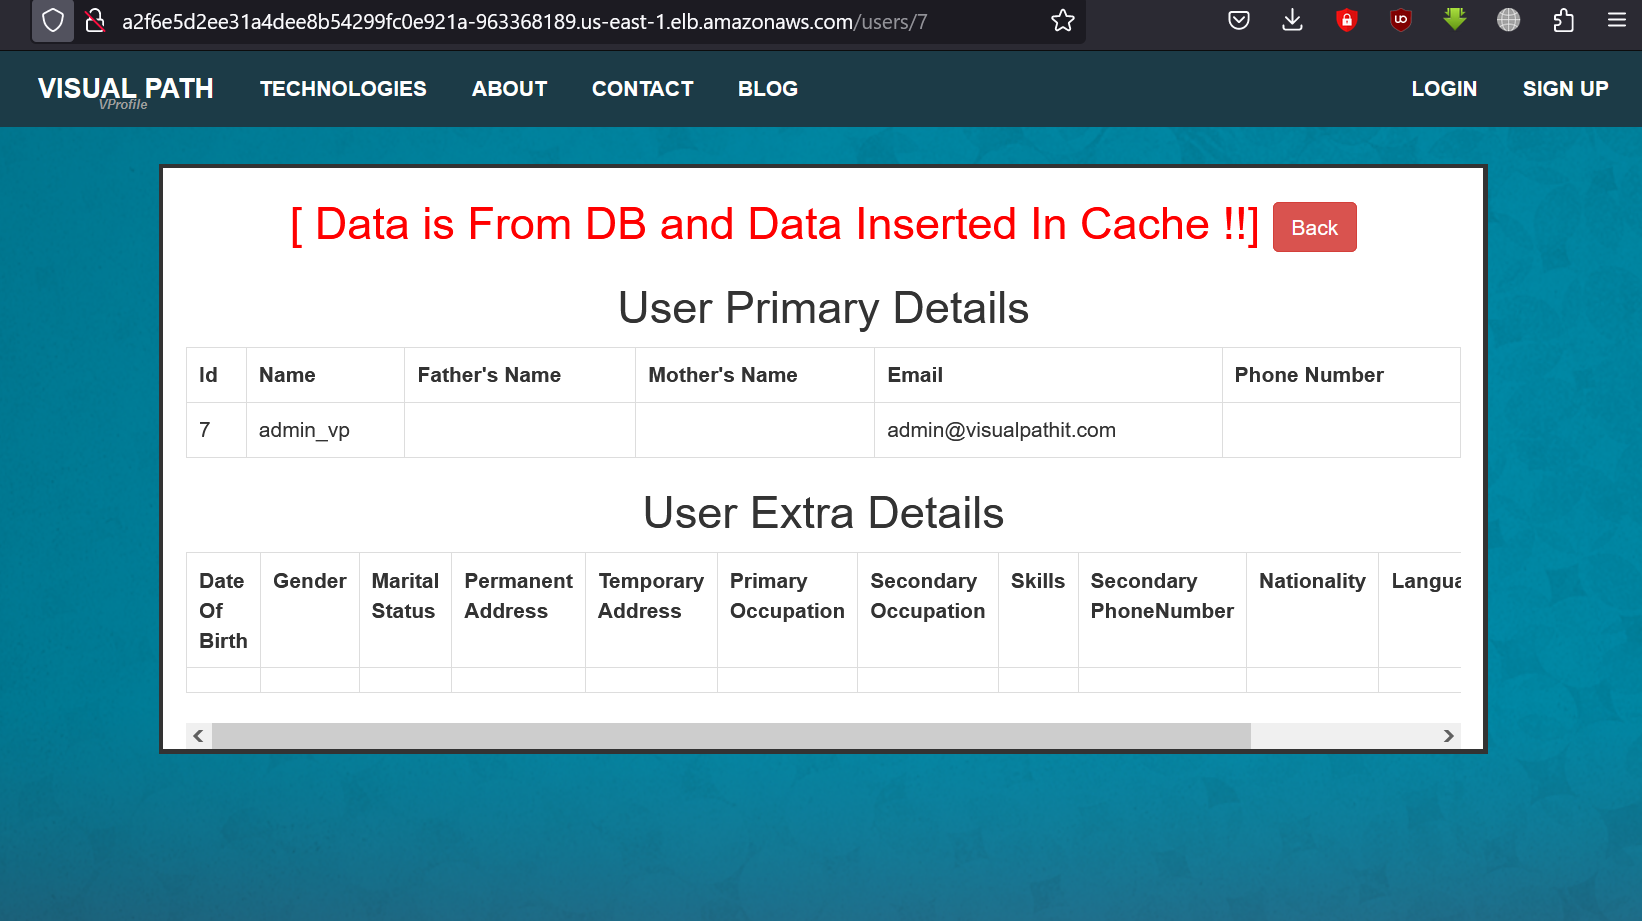 a2f6e5d2ee31a4dee8b54299fc0e921a-963368189.us-east-1.elb.amazonaws.com/users/7
VISUAL PATH TECHNOLOGIES ABOUT CONTACT BLOG LOGIN SIGN UP
VProfile
[ Data is From DB and Data Inserted In Cache !!] Back
User Primary Details
Id Name Father's Name Mother's Name Email Phone Number
7 admin_vp admin@visualpathit.com
User Extra Details
Date Gender Marital Permanent Temporary Primary Secondary Skills Secondary Nationality Langua
Of Status Address Address Occupation Occupation PhoneNumber
Birth